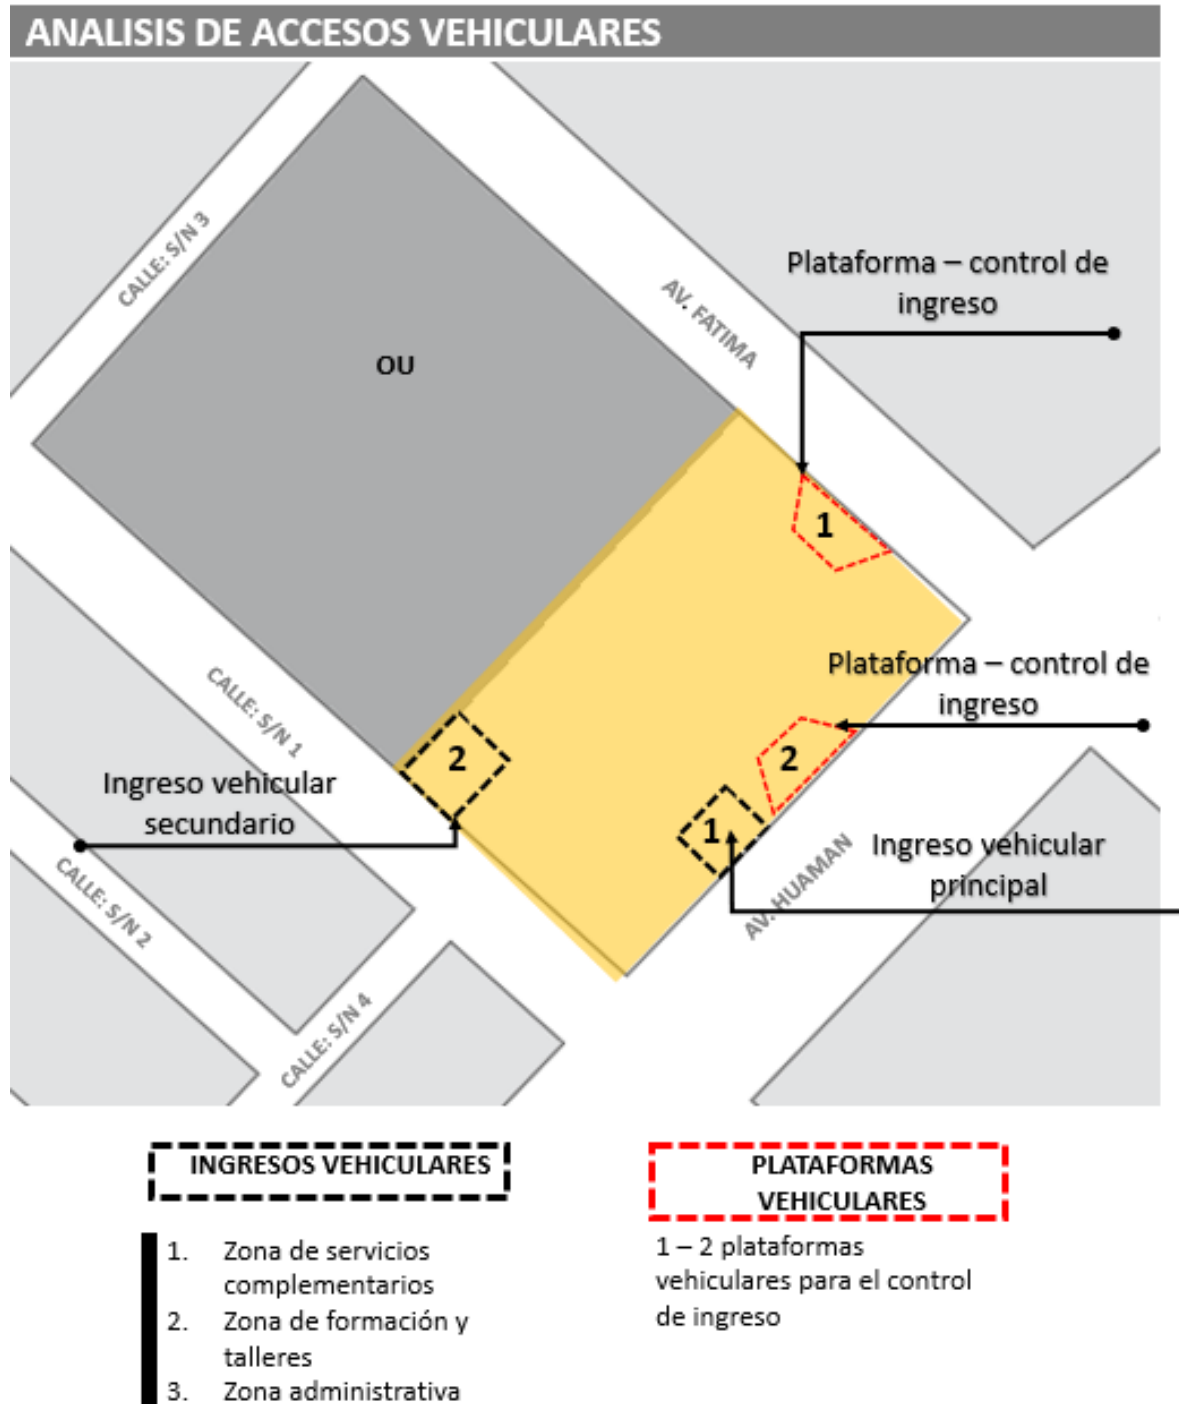 ANALISIS DE ACCESOS VEHICULARES
CALLE: S/N 3
AV. FATIMA
Plataforma – control de
ingreso
OU
1
Plataforma – control de
ingreso
CALLE: S/N 1
2
2
Ingreso vehicular
secundario
1
Ingreso vehicular
principal
AV. HUAMAN
CALLE: S/N 2
CALLE: S/N 4
INGRESOS VEHICULARES
1. Zona de servicios
complementarios
2. Zona de formación y
talleres
3. Zona administrativa
PLATAFORMAS
VEHICULARES
1 – 2 plataformas
vehiculares para el control
de ingreso